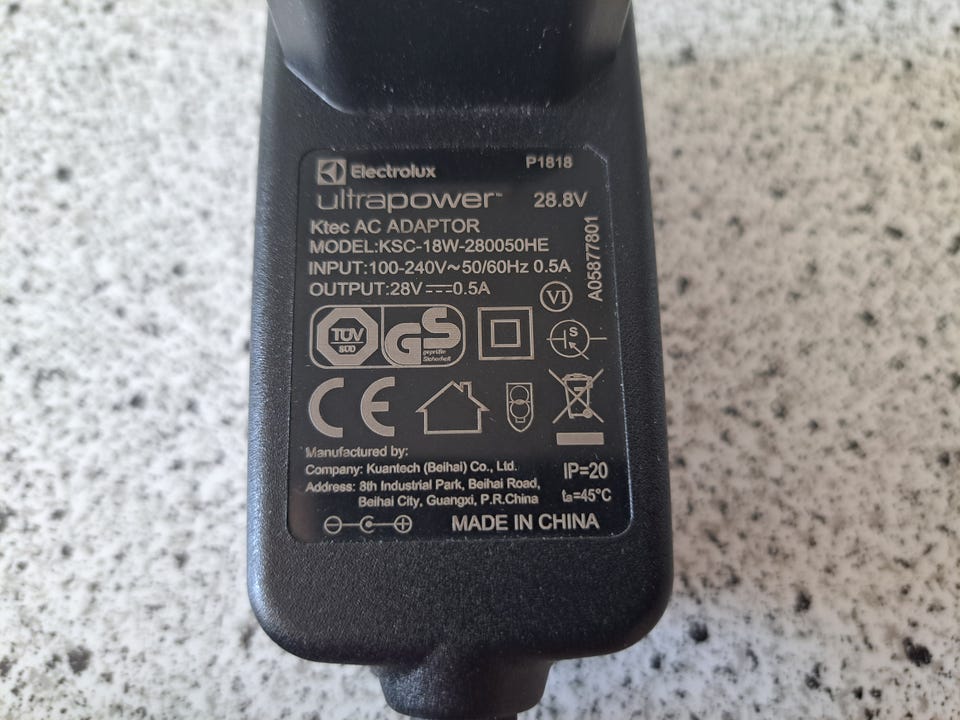 Electrolux P1818
ultrapower™ 28.8V
Ktec AC ADAPTOR
MODEL:KSC-18W-280050HE
INPUT:100-240V~50/60Hz 0.5A
OUTPUT:28V⎓0.5A
A05877801
VI
TÜV
SÜD
GS
geprüfte
Sicherheit
S
CE
Manufactured by:
Company: Kuantech (Beihai) Co., Ltd.
Address: 8th Industrial Park, Beihai Road,
Beihai City, Guangxi, P.R.China
IP=20
ta=45°C
MADE IN CHINA